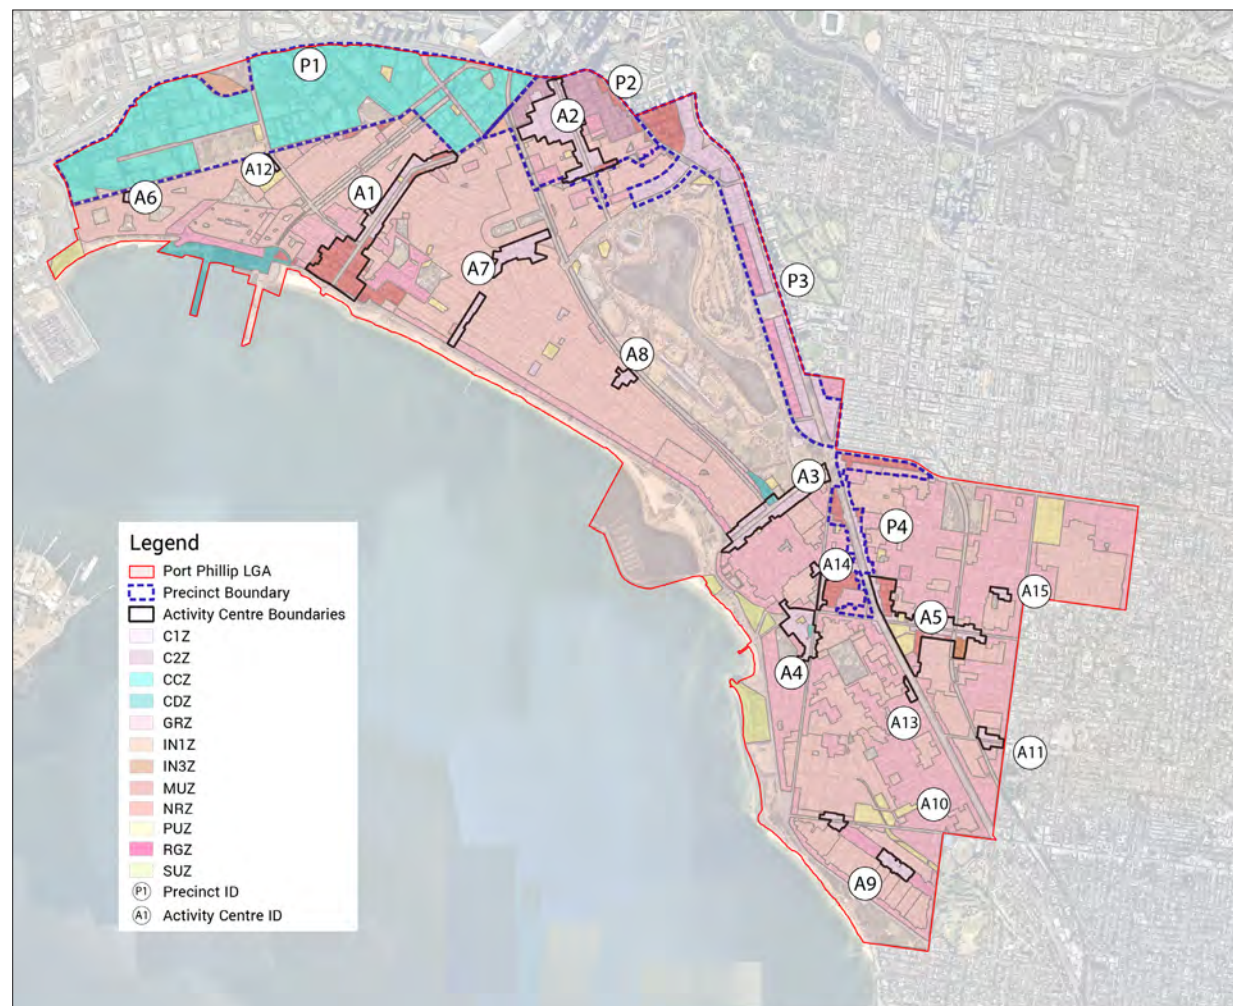 P1
P2
A2
A12
A1
A6
A7
P3
A8
A3
P4
A14
A15
A5
A4
A13
A11
A10
A9
Legend
Port Phillip LGA
Precinct Boundary
Activity Centre Boundaries
C1Z
C2Z
CCZ
CDZ
GRZ
IN1Z
IN3Z
MUZ
NRZ
PUZ
RGZ
SUZ
P1 Precinct ID
A1 Activity Centre ID